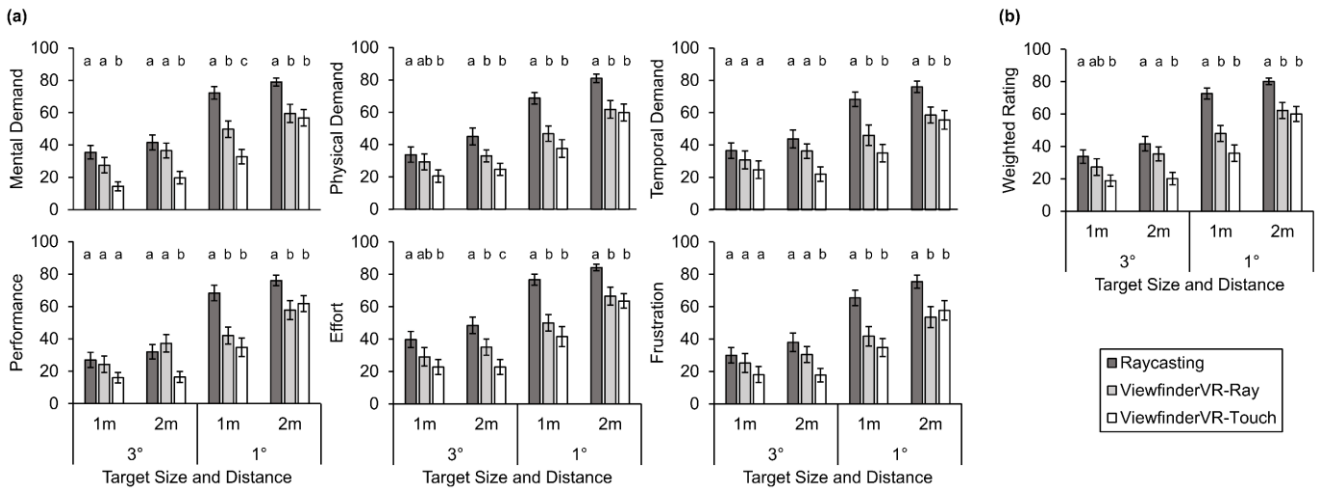 (a)
(b)
100
80
60
40
20
0
Mental Demand
a a b
a a b
a b c
a b b
100
80
60
40
20
0
Physical Demand
a ab b
a b b
a b b
a b b
100
80
60
40
20
0
Temporal Demand
a a a
a a b
a b b
a b b
100
80
60
40
20
0
Weighted Rating
a ab b
a a b
a b b
a b b
1m 2m 1m 2m
3° 1°
Target Size and Distance
100
80
60
40
20
0
Performance
a a a
a a b
a b b
a b b
1m 2m 1m 2m
3° 1°
Target Size and Distance
100
80
60
40
20
0
Effort
a ab b
a b c
a b b
a b b
1m 2m 1m 2m
3° 1°
Target Size and Distance
100
80
60
40
20
0
Frustration
a a a
a a b
a b b
a b b
1m 2m 1m 2m
3° 1°
Target Size and Distance
Raycasting
ViewfinderVR-Ray
ViewfinderVR-Touch